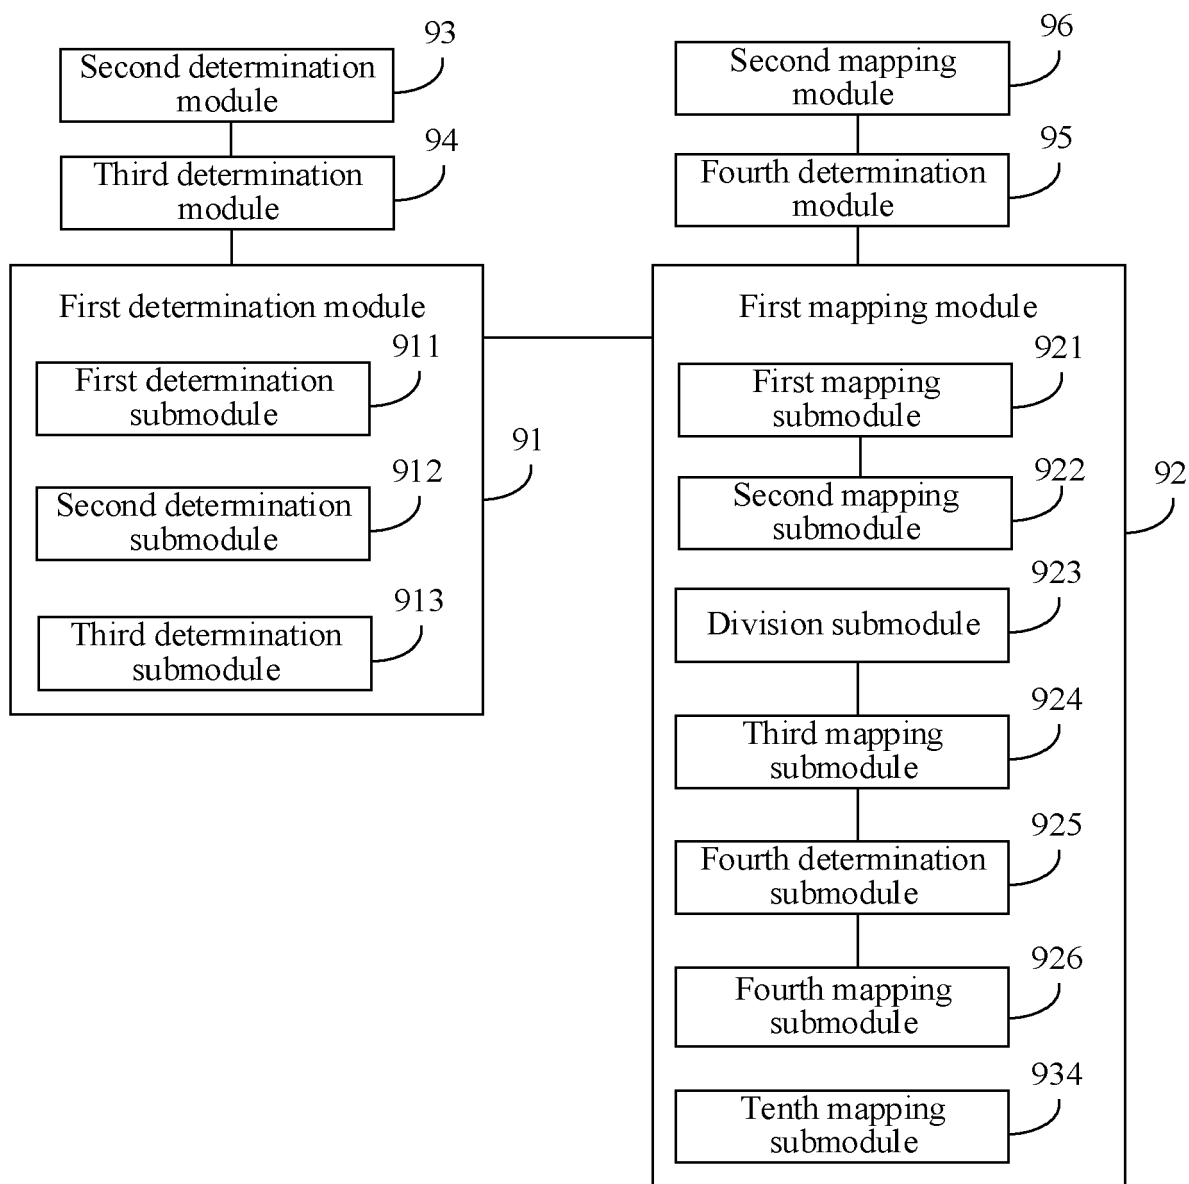 93
Second determination
module
94
Third determination
module
First determination module
911
First determination
submodule
912
Second determination
submodule
913
Third determination
submodule
91
96
Second mapping
module
95
Fourth determination
module
First mapping module
921
First mapping
submodule
922
Second mapping
submodule
923
Division submodule
924
Third mapping
submodule
925
Fourth determination
submodule
926
Fourth mapping
submodule
934
Tenth mapping
submodule
92